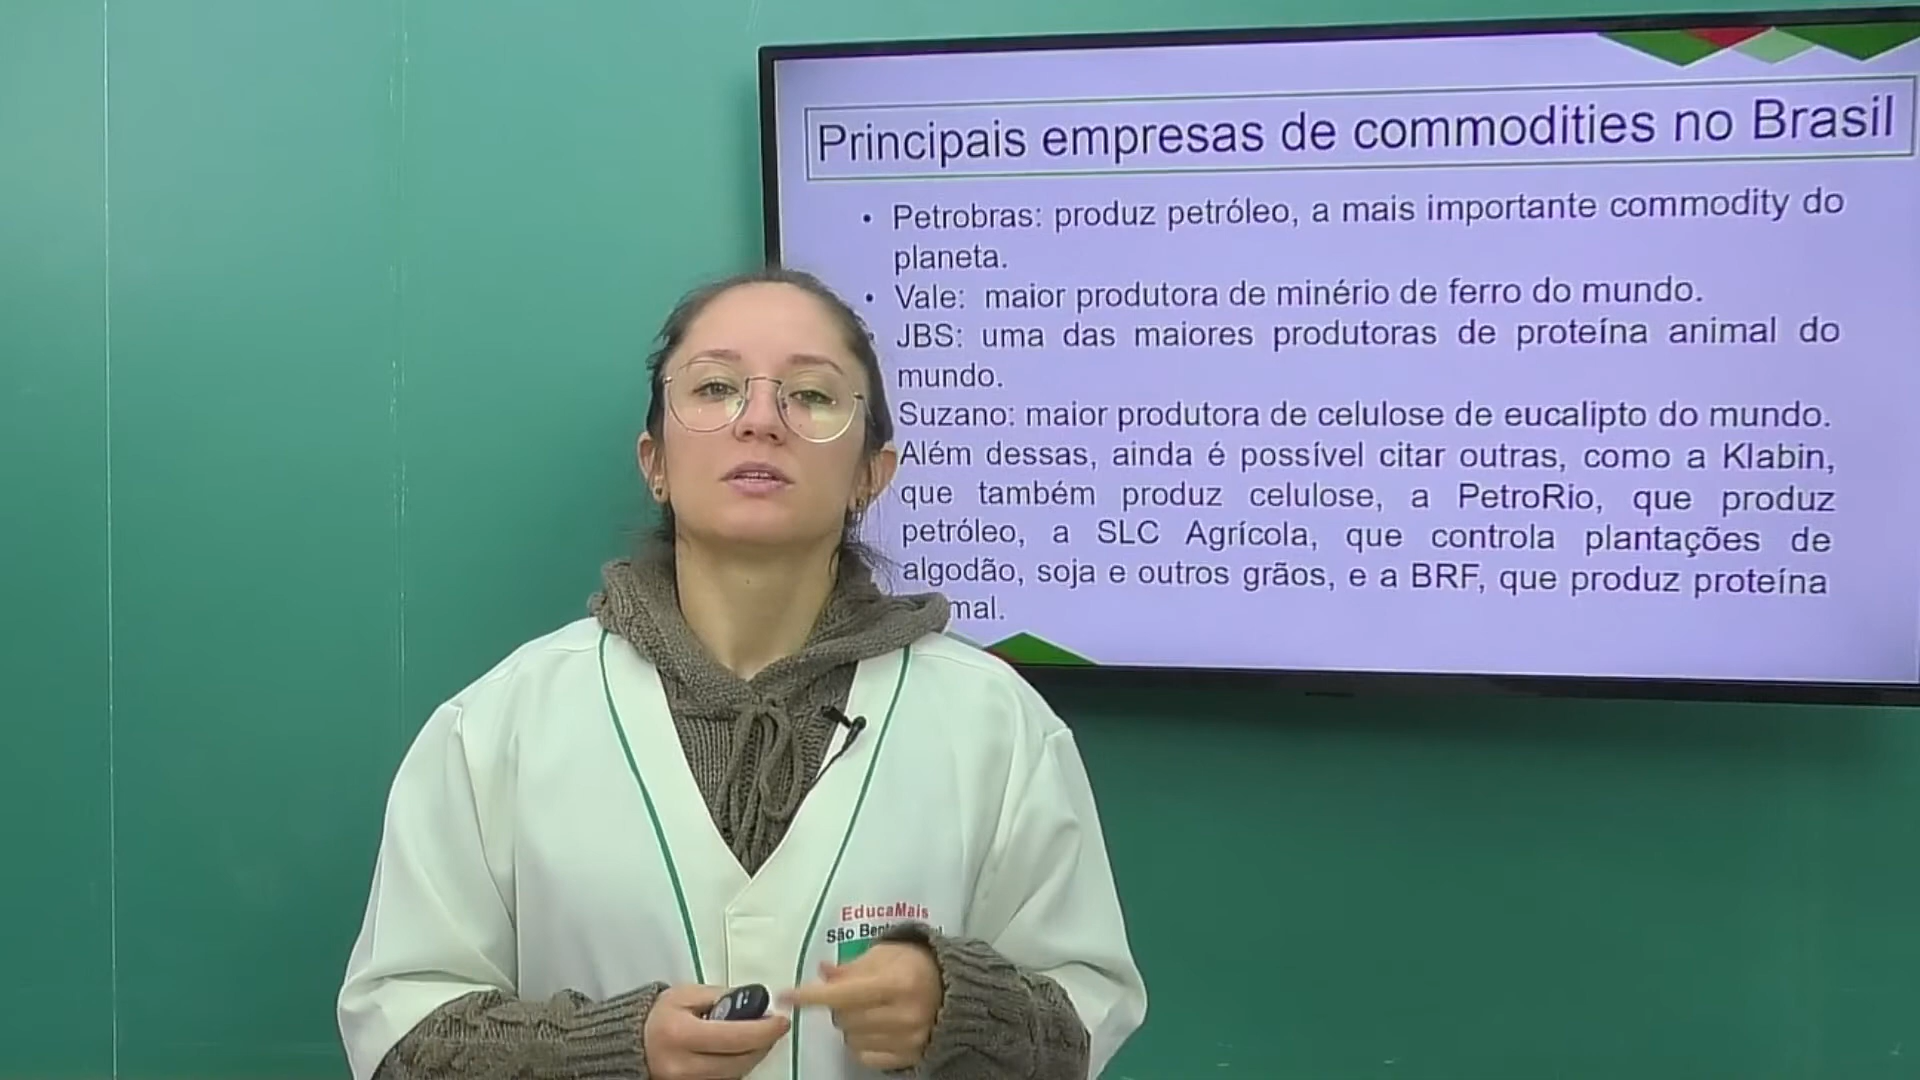 Principais empresas de commodities no Brasil
• Petrobras: produz petróleo, a mais importante commodity do
planeta.
• Vale: maior produtora de minério de ferro do mundo.
JBS: uma das maiores produtoras de proteína animal do
mundo.
Suzano: maior produtora de celulose de eucalipto do mundo.
Além dessas, ainda é possível citar outras, como a Klabin,
que também produz celulose, a PetroRio, que produz
petróleo, a SLC Agrícola, que controla plantações de
algodão, soja e outros grãos, e a BRF, que produz proteína
mal.
EducaMais
São